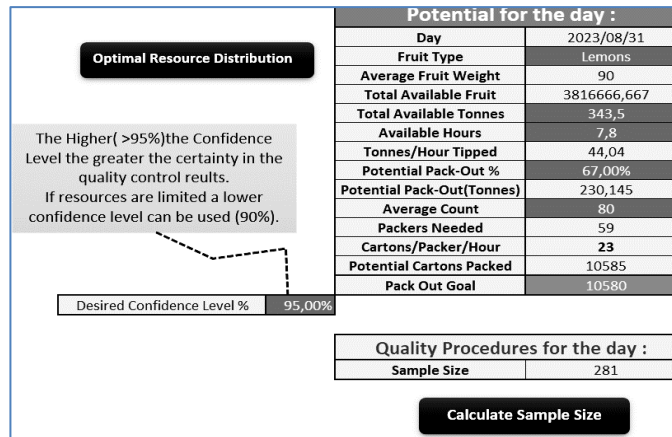 Potential for the day :
Day 2023/08/31
Optimal Resource Distribution
Fruit Type Lemons
Average Fruit Weight 90
Total Available Fruit 3816666,667
Total Available Tonnes 343,5
Available Hours 7,8
Tonnes/Hour Tipped 44,04
Potential Pack-Out % 67,00%
Potential Pack-Out(Tonnes) 230,145
Average Count 80
Packers Needed 59
Cartons/Packer/Hour 23
Potential Cartons Packed 10585
Pack Out Goal 10580
The Higher( >95%)the Confidence
Level the greater the certainty in the
quality control reults.
If resources are limited a lower
confidence level can be used (90%).
Desired Confidence Level % 95,00%
Quality Procedures for the day :
Sample Size 281
Calculate Sample Size